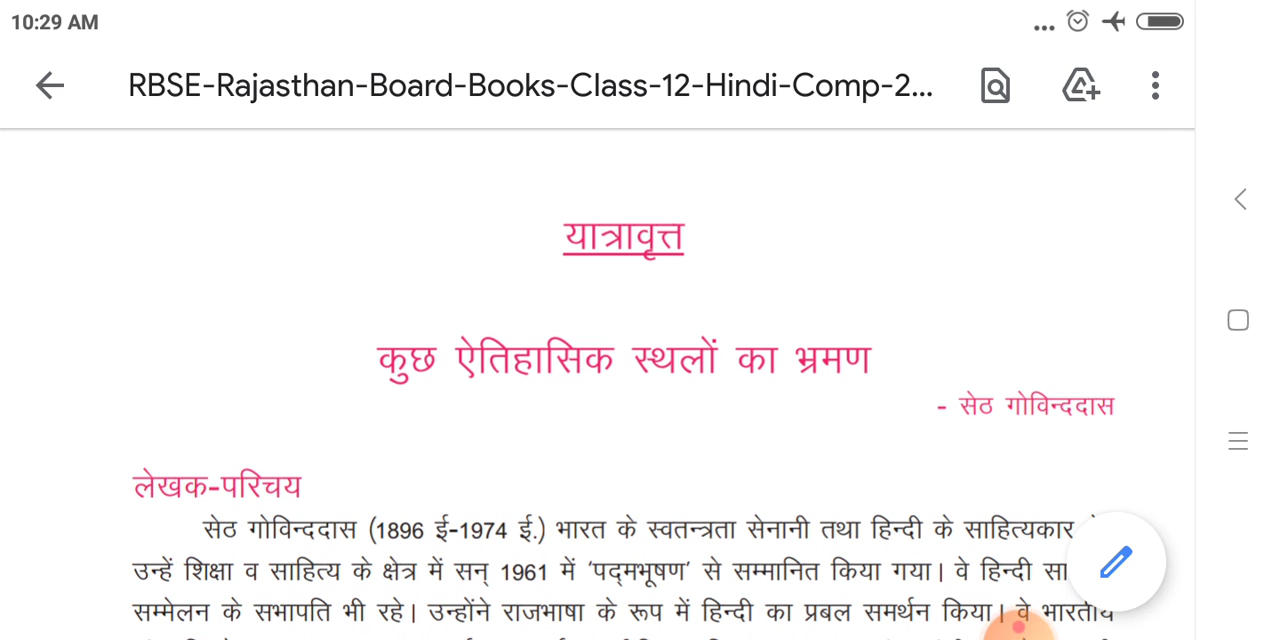 10:29 AM
RBSE-Rajasthan-Board-Books-Class-12-Hindi-Comp-2...
यात्रावृत्त
कुछ ऐतिहासिक स्थलों का भ्रमण
- सेठ गोविन्ददास
लेखक-परिचय
सेठ गोविन्ददास (1896 ई-1974 ई.) भारत के स्वतन्त्रता सेनानी तथा हिन्दी के साहित्यकार
उन्हें शिक्षा व साहित्य के क्षेत्र में सन् 1961 में 'पद्मभूषण' से सम्मानित किया गया। वे हिन्दी
सम्मेलन के सभापति भी रहे। उन्होंने राजभाषा के रूप में हिन्दी का प्रबल समर्थन किया। वे भारतीय